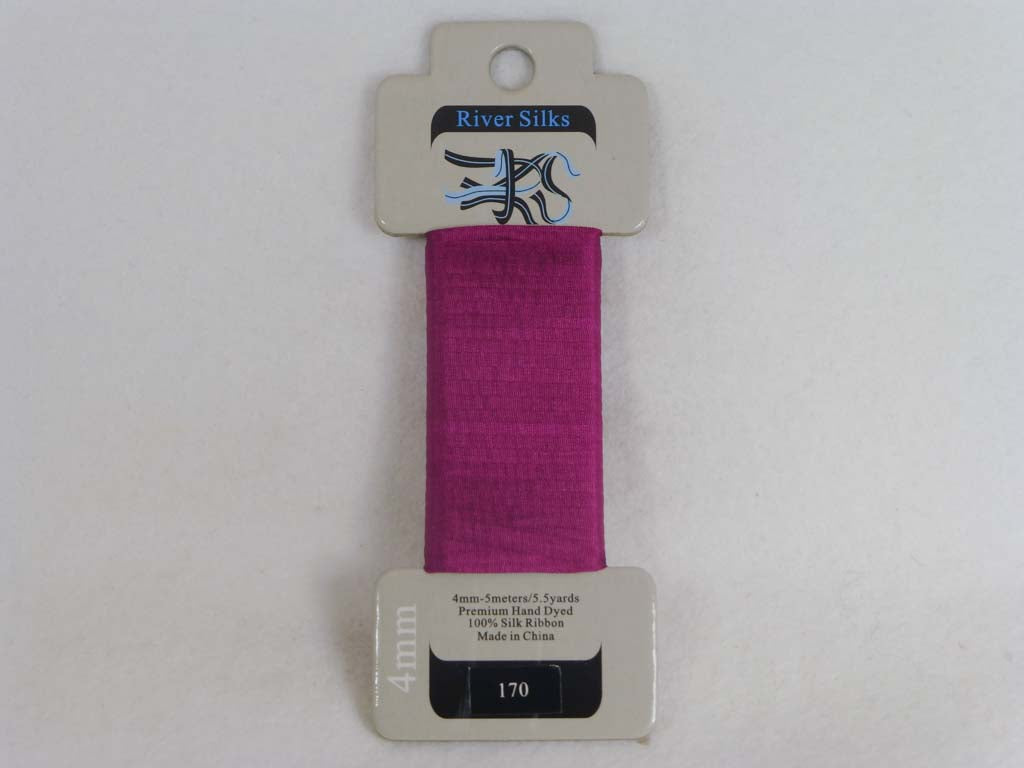 River Silks
4mm-5meters/5.5yards
Premium Hand Dyed
100% Silk Ribbon
Made in China
4mm
170